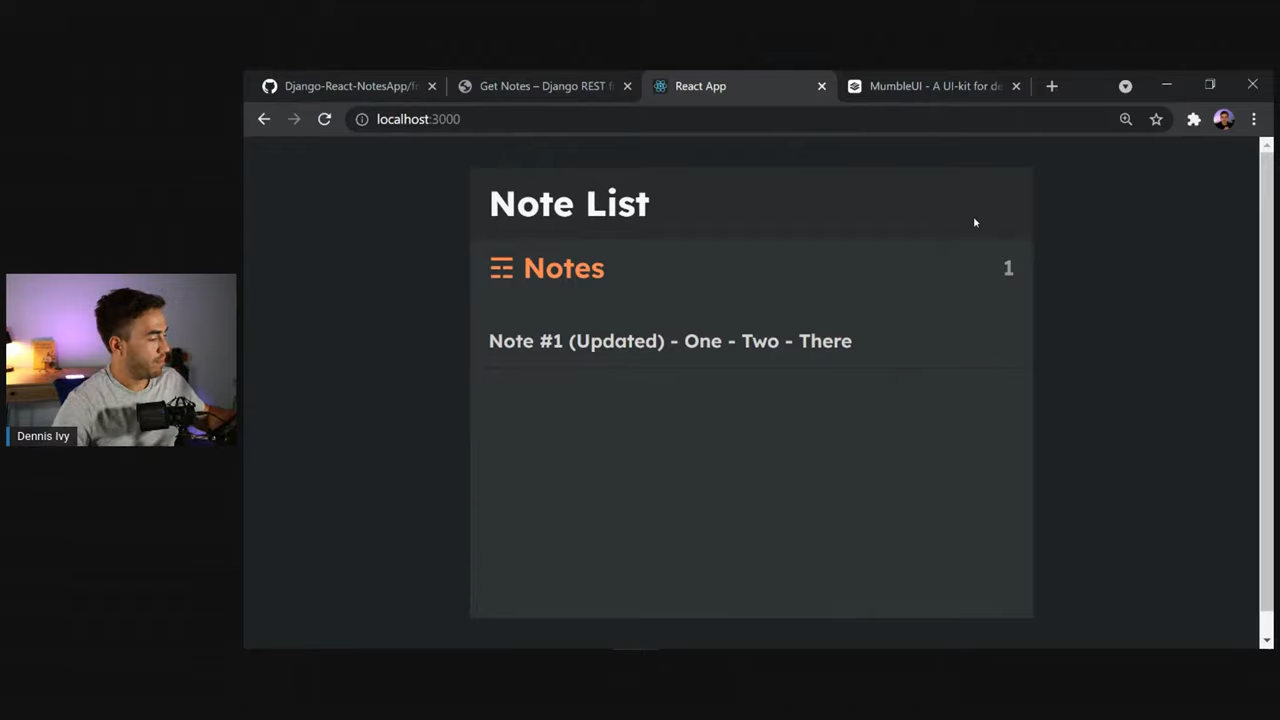 Django-React-NotesApp/fr
Get Notes – Django REST f
React App
MumbleUI - A UI-kit for de
localhost:3000
Note List
☶ Notes
1
Note #1 (Updated) - One - Two - There
Dennis Ivy